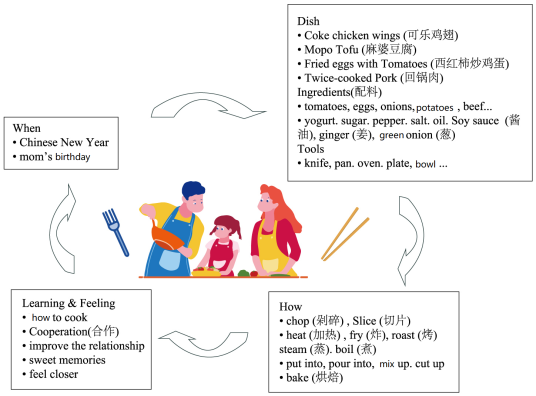 When
• Chinese New Year
• mom's birthday
Dish
• Coke chicken wings (可乐鸡翅)
• Mopo Tofu (麻婆豆腐)
• Fried eggs with Tomatoes (西红柿炒鸡蛋)
• Twice-cooked Pork (回锅肉)
Ingredients(配料)
• tomatoes, eggs, onions,potatoes , beef...
• yogurt. sugar. pepper. salt. oil. Soy sauce (酱
油), ginger (姜), green onion (葱)
Tools
• knife, pan. oven. plate, bowl ...
How
• chop (剁碎) , Slice (切片)
• heat (加热) , fry (炸), roast (烤)
steam (蒸). boil (煮)
• put into, pour into, mix up. cut up
• bake (烘焙)
Learning & Feeling
• how to cook
• Cooperation(合作)
• improve the relationship
• sweet memories
• feel closer